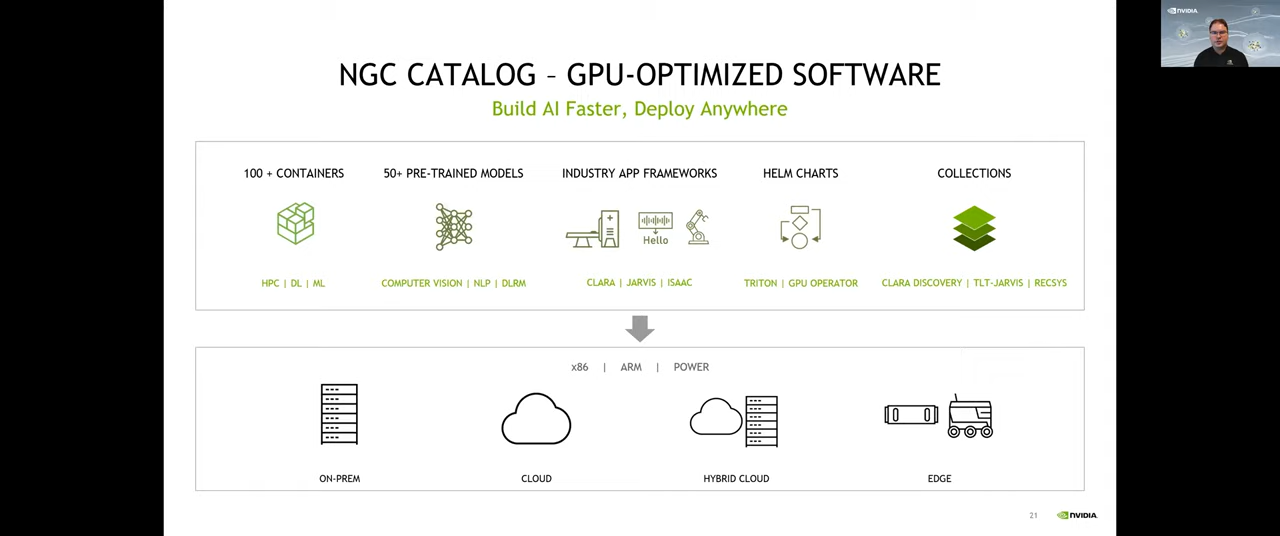 NVIDIA
NGC CATALOG – GPU-OPTIMIZED SOFTWARE
Build AI Faster, Deploy Anywhere
100 + CONTAINERS
50+ PRE-TRAINED MODELS
INDUSTRY APP FRAMEWORKS
HELM CHARTS
COLLECTIONS
Hello
HPC | DL | ML
COMPUTER VISION | NLP | DLRM
CLARA | JARVIS | ISAAC
TRITON | GPU OPERATOR
CLARA DISCOVERY | TLT-JARVIS | RECSYS
x86 | ARM | POWER
ON-PREM
CLOUD
HYBRID CLOUD
EDGE
21
NVIDIA